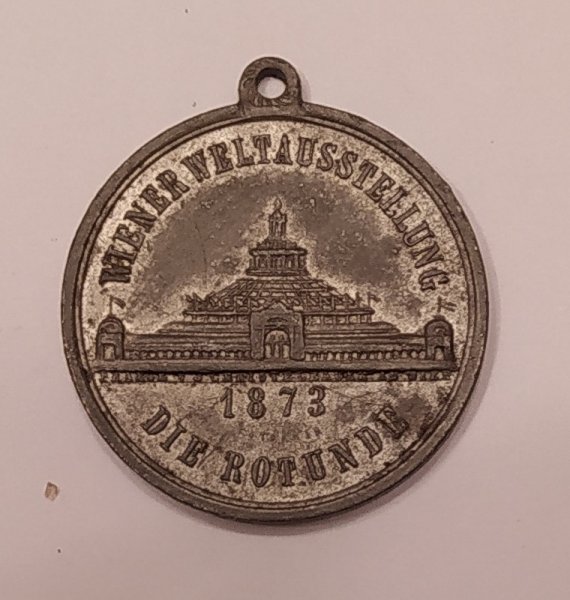 WIENER WELTAUSSTELLUNG
1873
DIE ROTUNDE